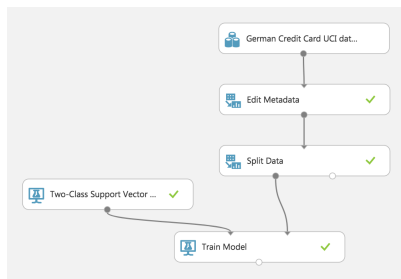 German Credit Card UCI dat...
Edit Metadata
Split Data
Two-Class Support Vector ...
Train Model